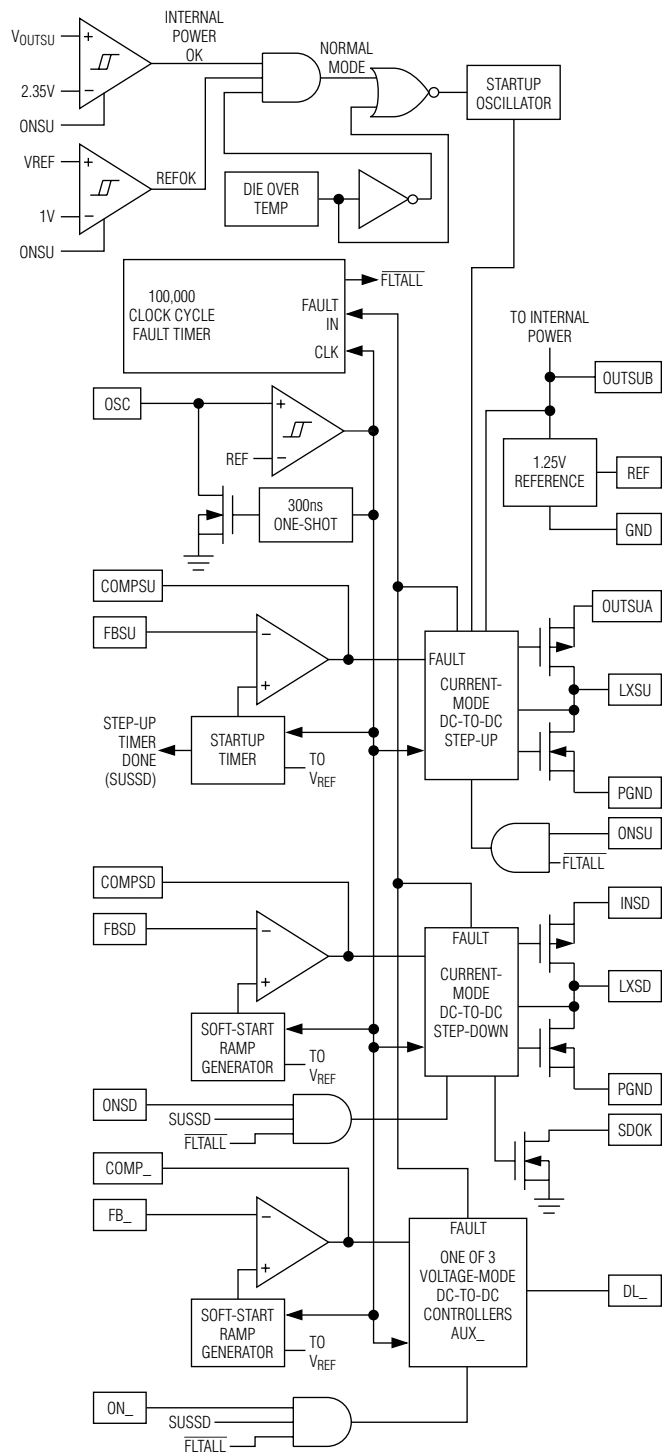 VOUTSU
INTERNAL
POWER
OK
NORMAL
MODE
STARTUP
OSCILLATOR
2.35V
ONSU
VREF
REFOK
1V
ONSU
DIE OVER
TEMP
100,000
CLOCK CYCLE
FAULT TIMER
FLTALL
FAULT
IN
CLK
TO INTERNAL
POWER
OUTSUB
OSC
REF
1.25V
REFERENCE
REF
300ns
ONE-SHOT
GND
COMPSU
FBSU
OUTSUA
FAULT
CURRENT-
MODE
DC-TO-DC
STEP-UP
LXSU
STEP-UP
TIMER
DONE
(SUSSD)
STARTUP
TIMER
TO
VREF
PGND
ONSU
FLTALL
COMPSD
FBSD
INSD
FAULT
CURRENT-
MODE
DC-TO-DC
STEP-DOWN
LXSD
SOFT-START
RAMP
GENERATOR
TO
VREF
PGND
ONSD
SUSSD
FLTALL
SDOK
COMP_
FB_
FAULT
ONE OF 3
VOLTAGE-MODE
DC-TO-DC
CONTROLLERS
AUX_
DL_
SOFT-START
RAMP
GENERATOR
TO
VREF
ON_
SUSSD
FLTALL